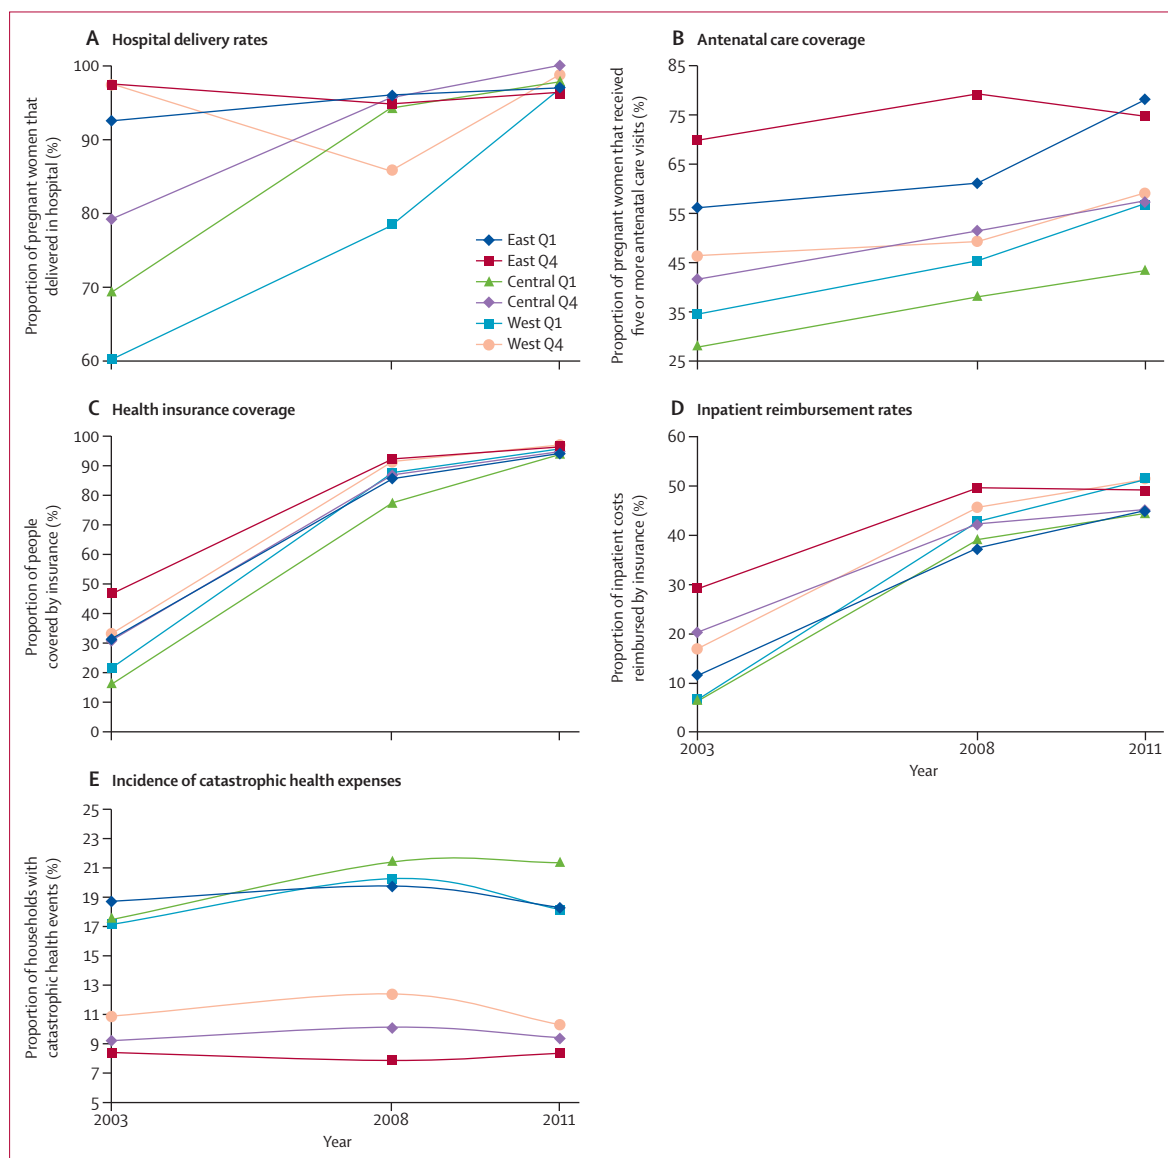 A Hospital delivery rates
Proportion of pregnant women that
delivered in hospital (%)
100
90
80
70
60
East Q1
East Q4
Central Q1
Central Q4
West Q1
West Q4
B Antenatal care coverage
Proportion of pregnant women that received
five or more antenatal care visits (%)
85
75
65
55
45
35
25
C Health insurance coverage
Proportion of people
covered by insurance (%)
100
90
80
70
60
50
40
30
20
10
0
D Inpatient reimbursement rates
Proportion of inpatient costs
reimbursed by insurance (%)
60
50
40
30
20
10
0
2003 2008 2011
Year
E Incidence of catastrophic health expenses
Proportion of households with
catastrophic health events (%)
25
23
21
19
17
15
13
11
9
7
5
2003 2008 2011
Year